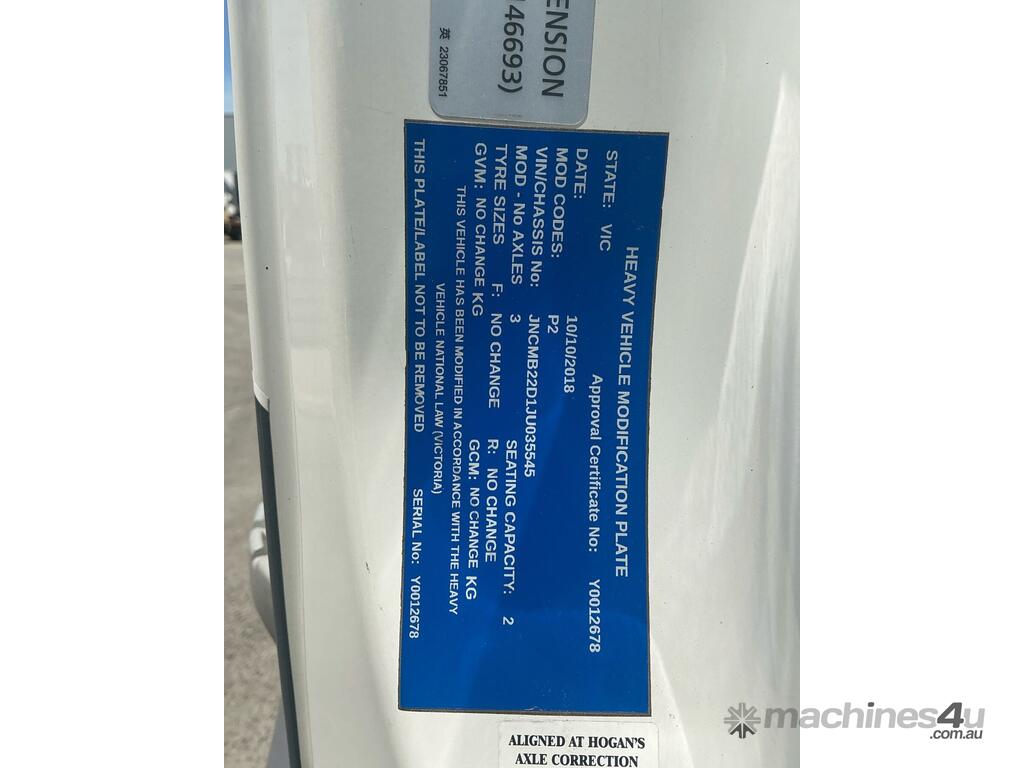 ENSION
146693)
英 23067851
HEAVY VEHICLE MODIFICATION PLATE
STATE: VIC Approval Certificate No: Y0012678
DATE: 10/10/2018
MOD CODES: P2
VIN/CHASSIS No: JNCMB22D1JU035545
MOD - No AXLES 3 SEATING CAPACITY: 2
TYRE SIZES F: NO CHANGE R: NO CHANGE
GVM: NO CHANGE KG GCM: NO CHANGE KG
THIS VEHICLE HAS BEEN MODIFIED IN ACCORDANCE WITH THE HEAVY
VEHICLE NATIONAL LAW (VICTORIA)
THIS PLATE/LABEL NOT TO BE REMOVED SERIAL No: Y0012678
ALIGNED AT HOGAN'S
AXLE CORRECTION
machines4u
.com.au